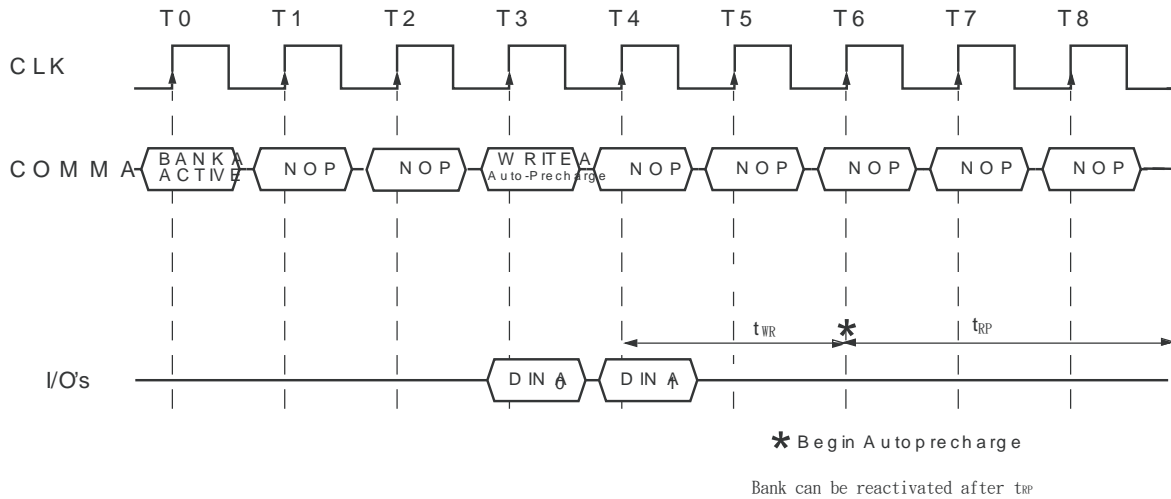 T0 T1 T2 T3 T4 T5 T6 T7 T8
CLK
COMMA
BANK A
ACTIVE
NOP
NOP
WRITE A
Auto-Precharge
NOP
NOP
NOP
NOP
NOP
tWR
*
tRP
I/O's
DIN A0
DIN A1
* Begin Autoprecharge
Bank can be reactivated after tRP